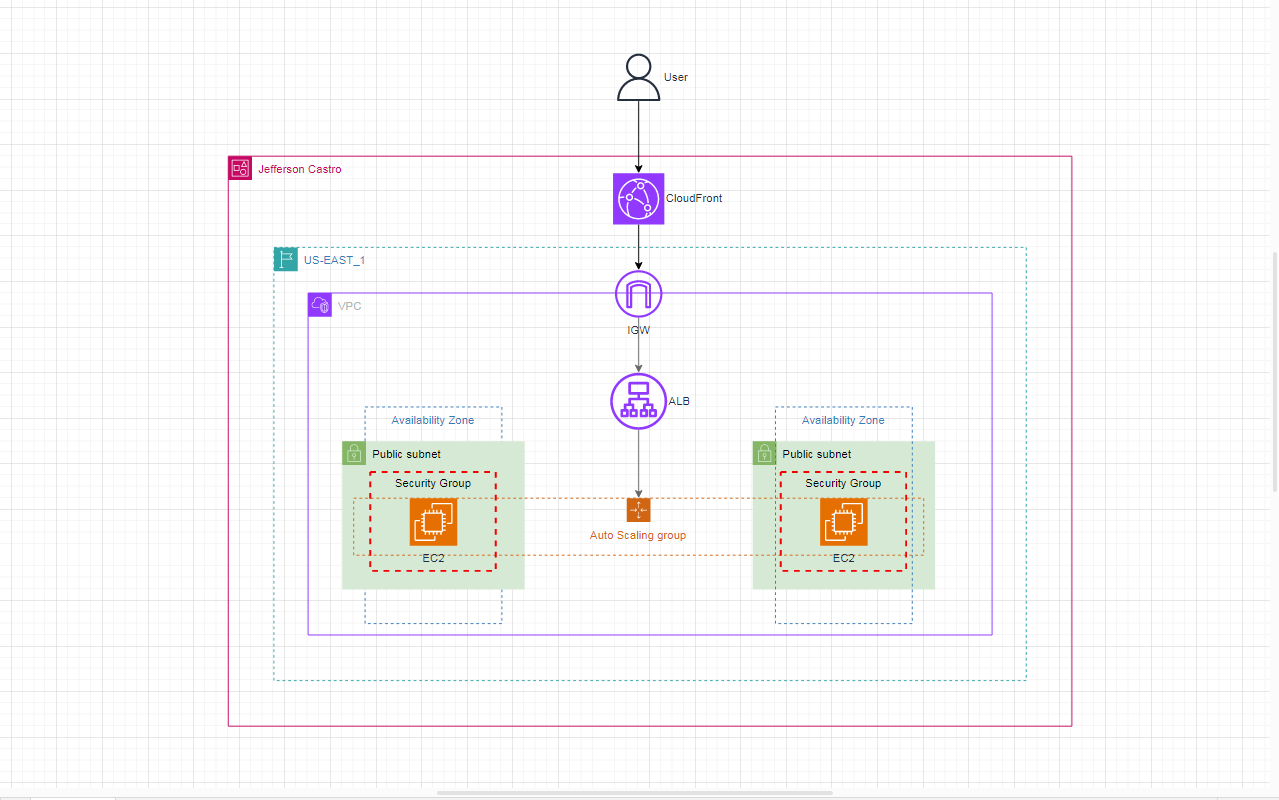 User
Jefferson Castro
CloudFront
US-EAST_1
VPC
IGW
ALB
Availability Zone
Availability Zone
Public subnet
Public subnet
Security Group
Security Group
Auto Scaling group
EC2
EC2